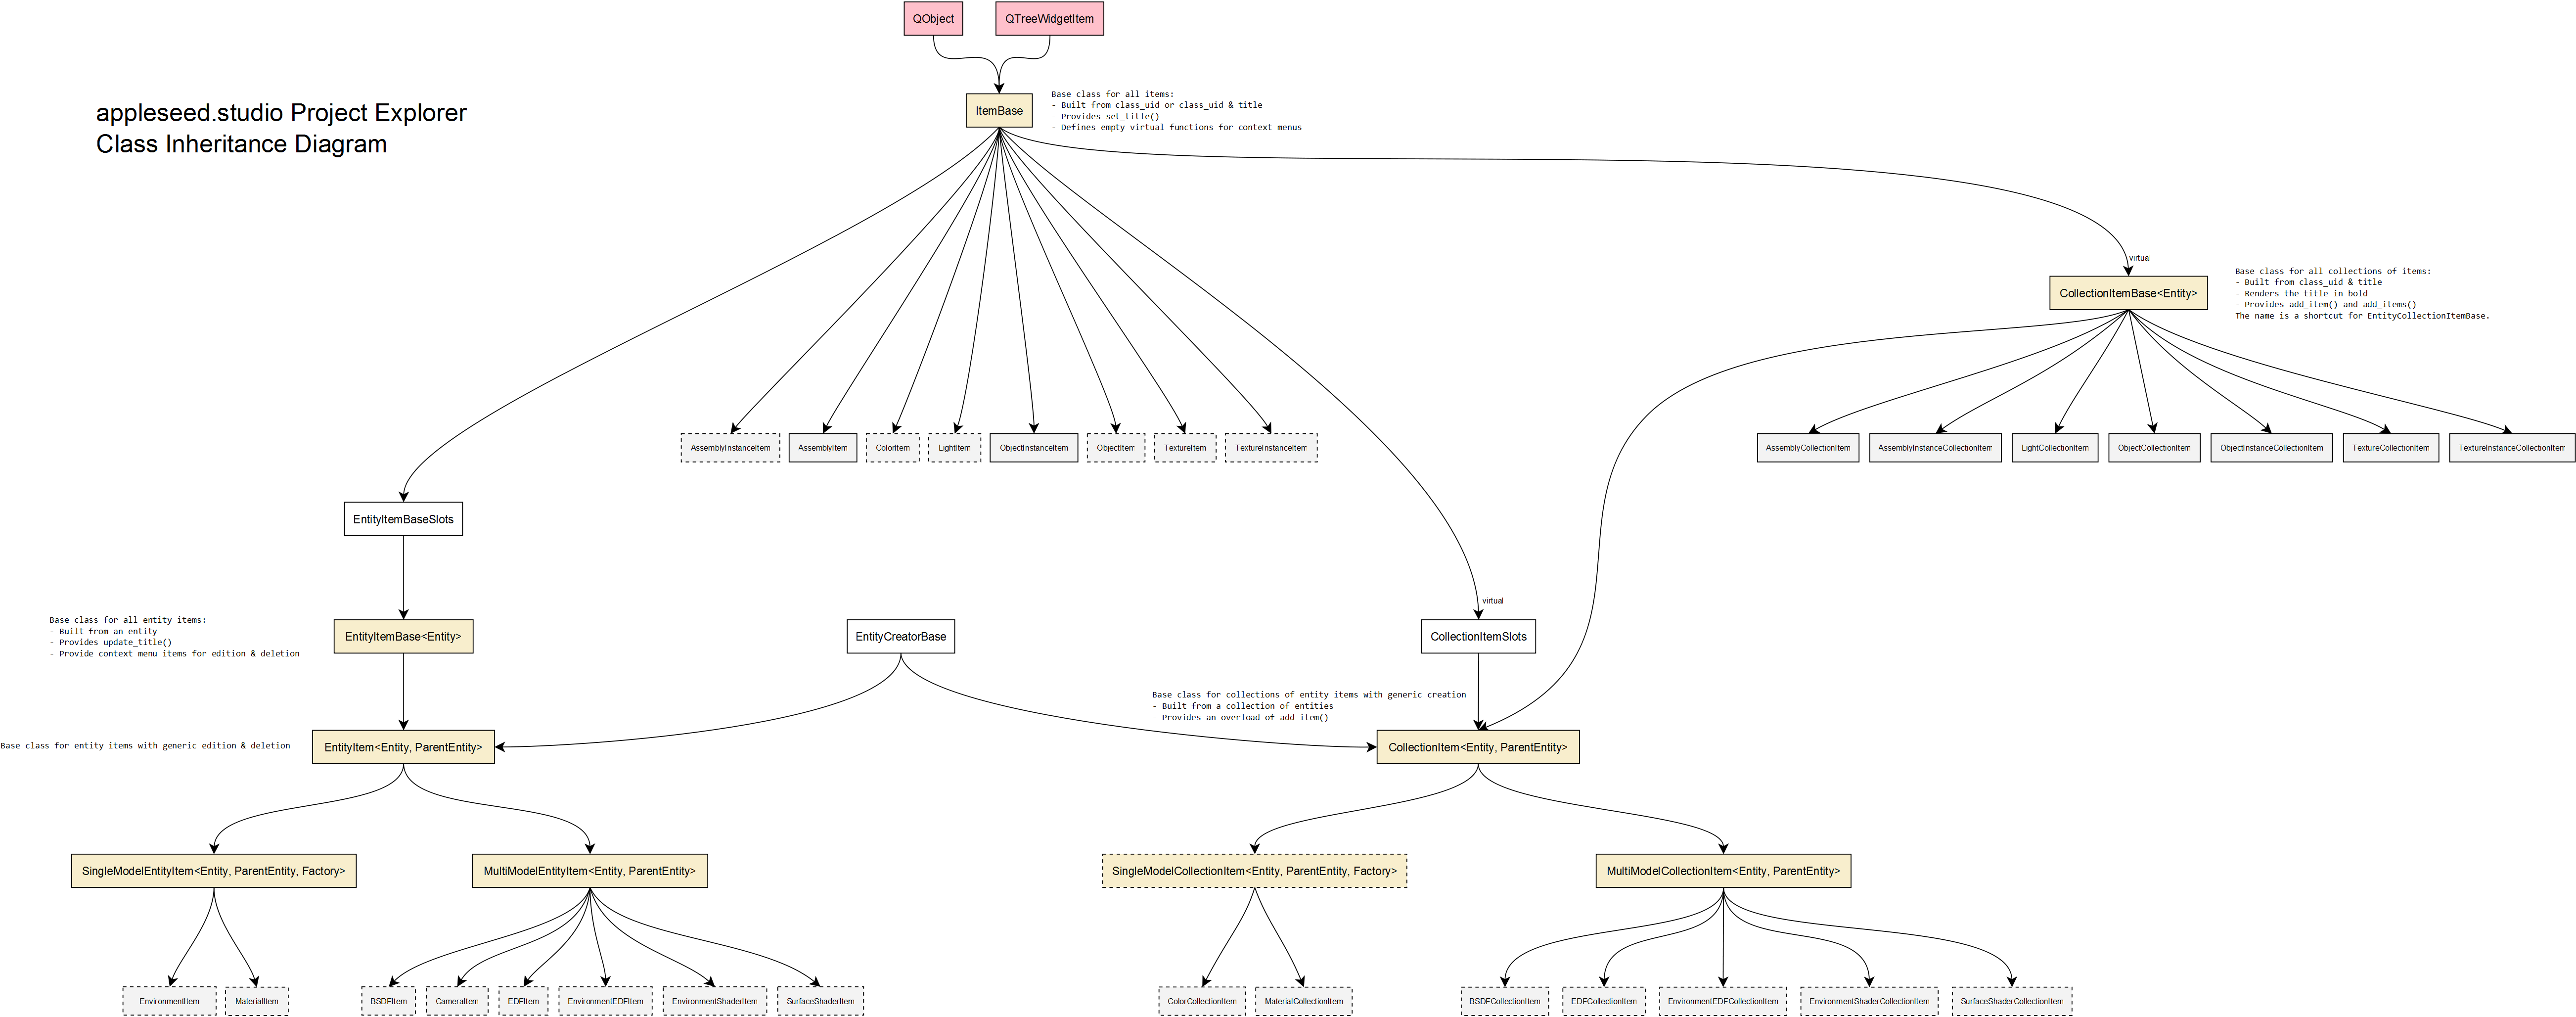 QObject
QTreeWidgetItem
appleseed.studio Project Explorer
Class Inheritance Diagram
ItemBase
Base class for all items:
- Built from class_uid or class_uid & title
- Provides set_title()
- Defines empty virtual functions for context menus
virtual
CollectionItemBase<Entity>
Base class for all collections of items:
- Built from class_uid & title
- Renders the title in bold
- Provides add_item() and add_items()
The name is a shortcut for EntityCollectionItemBase.
AssemblyInstanceItem
AssemblyItem
ColorItem
LightItem
ObjectInstanceItem
ObjectItem
TextureItem
TextureInstanceItem
AssemblyCollectionItem
AssemblyInstanceCollectionItem
LightCollectionItem
ObjectCollectionItem
ObjectInstanceCollectionItem
TextureCollectionItem
TextureInstanceCollectionItem
EntityItemBaseSlots
virtual
Base class for all entity items:
- Built from an entity
- Provides update_title()
- Provide context menu items for edition & deletion
EntityItemBase<Entity>
EntityCreatorBase
CollectionItemSlots
Base class for collections of entity items with generic creation
- Built from a collection of entities
- Provides an overload of add item()
Base class for entity items with generic edition & deletion
EntityItem<Entity, ParentEntity>
CollectionItem<Entity, ParentEntity>
SingleModelEntityItem<Entity, ParentEntity, Factory>
MultiModelEntityItem<Entity, ParentEntity>
SingleModelCollectionItem<Entity, ParentEntity, Factory>
MultiModelCollectionItem<Entity, ParentEntity>
EnvironmentItem
MaterialItem
BSDFItem
CameraItem
EDFItem
EnvironmentEDFItem
EnvironmentShaderItem
SurfaceShaderItem
ColorCollectionItem
MaterialCollectionItem
BSDFCollectionItem
EDFCollectionItem
EnvironmentEDFCollectionItem
EnvironmentShaderCollectionItem
SurfaceShaderCollectionItem